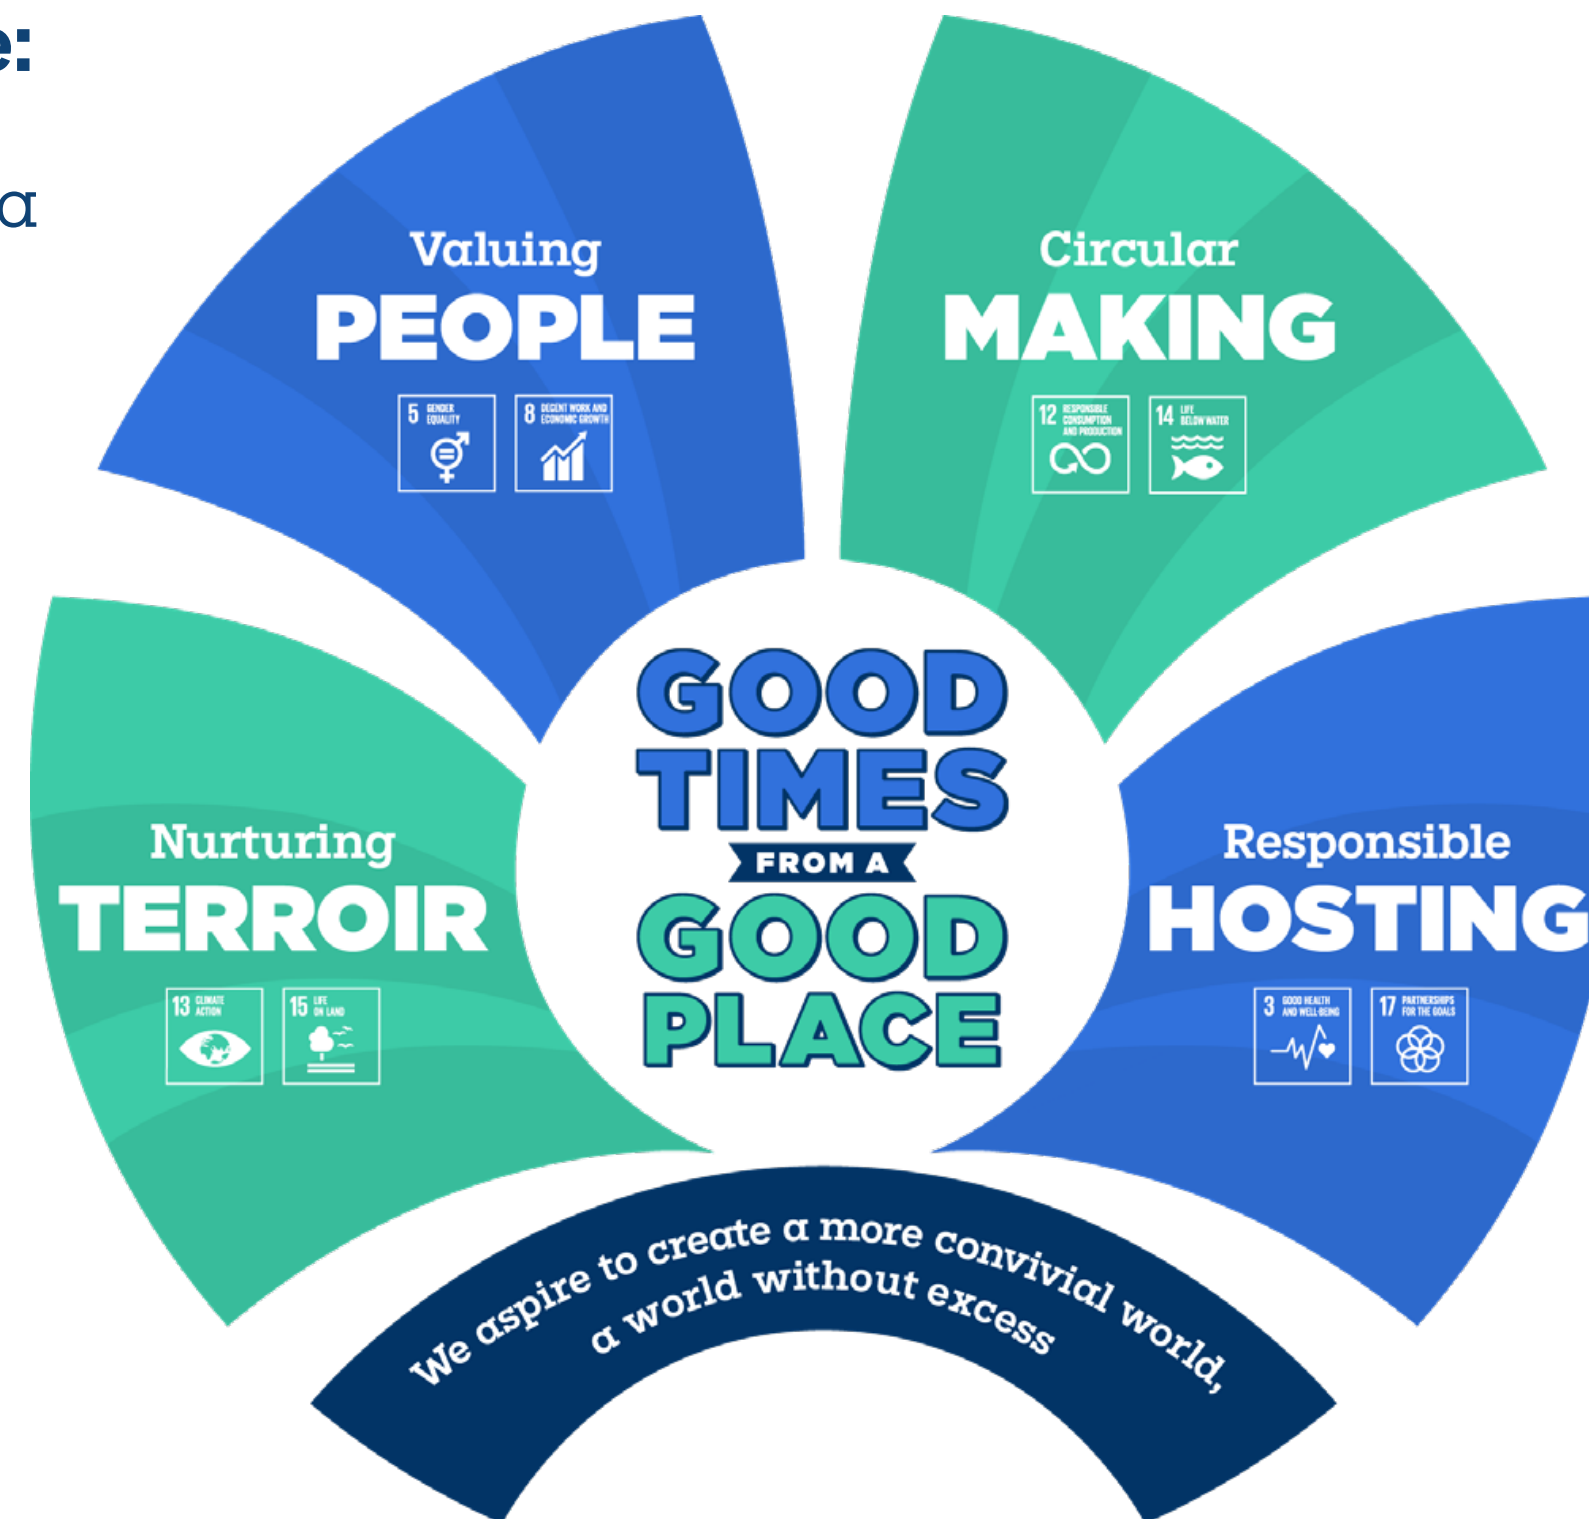 e:
a
Valuing
PEOPLE
5 GENDER
EQUALITY
8 DECENT WORK AND
ECONOMIC GROWTH
Circular
MAKING
12 RESPONSIBLE
CONSUMPTION
AND PRODUCTION
14 LIFE
BELOW WATER
Nurturing
TERROIR
13 CLIMATE
ACTION
15 LIFE
ON LAND
GOOD
TIMES
FROM A
GOOD
PLACE
Responsible
HOSTING
3 GOOD HEALTH
AND WELL-BEING
17 PARTNERSHIPS
FOR THE GOALS
We aspire to create a more convivial world,
a world without excess